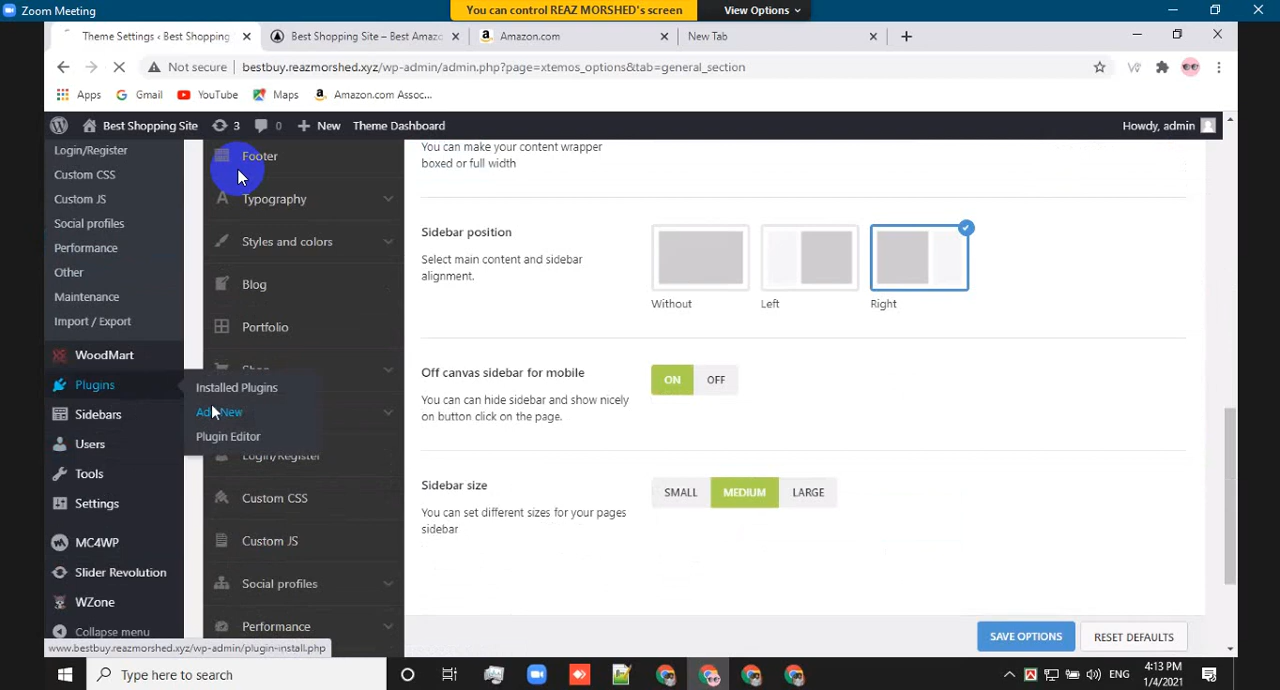 Zoom Meeting
You can control REAZ MORSHED's screen
View Options
Theme Settings ‹ Best Shopping
Best Shopping Site – Best Amazo
Amazon.com
New Tab
Not secure
bestbuy.reazmorshed.xyz/wp-admin/admin.php?page=xtemos_options&tab=general_section
Apps
Gmail
YouTube
Maps
Amazon.com Assoc...
Best Shopping Site
3
0
New
Theme Dashboard
Howdy, admin
Login/Register
Custom CSS
Custom JS
Social profiles
Performance
Other
Maintenance
Import / Export
WoodMart
Plugins
Sidebars
Users
Tools
Settings
MC4WP
Slider Revolution
WZone
Collapse menu
Installed Plugins
Add New
Plugin Editor
Footer
Typography
Styles and colors
Blog
Portfolio
Shop
Login/Register
Custom CSS
Custom JS
Social profiles
Performance
You can make your content wrapper
boxed or full width
Sidebar position
Select main content and sidebar
alignment.
Without
Left
Right
Off canvas sidebar for mobile
You can can hide sidebar and show nicely
on button click on the page.
ON
OFF
Sidebar size
You can set different sizes for your pages
sidebar
SMALL
MEDIUM
LARGE
SAVE OPTIONS
RESET DEFAULTS
www.bestbuy.reazmorshed.xyz/wp-admin/plugin-install.php
Type here to search
ENG
4:13 PM
1/4/2021